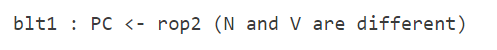 blt1 : PC <- rop2 (N and V are different)